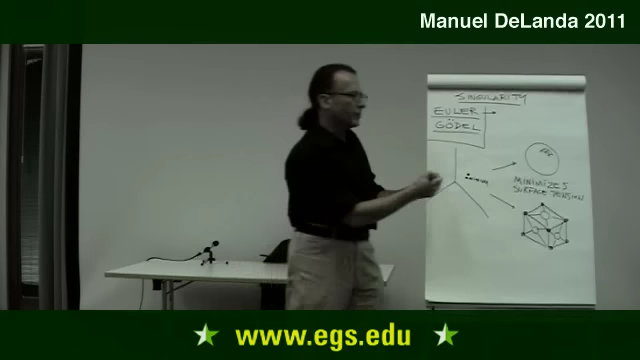 Manuel DeLanda 2011
SINGULARITY
EULER
GÖDEL
MINIMIZES
SURFACE TENSION
www.egs.edu